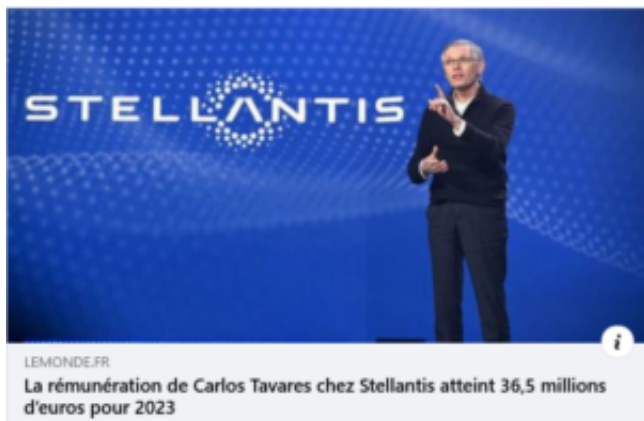 STELLANTIS
i
LEMONDE.FR
La rémunération de Carlos Tavares chez Stellantis atteint 36,5 millions
d'euros pour 2023